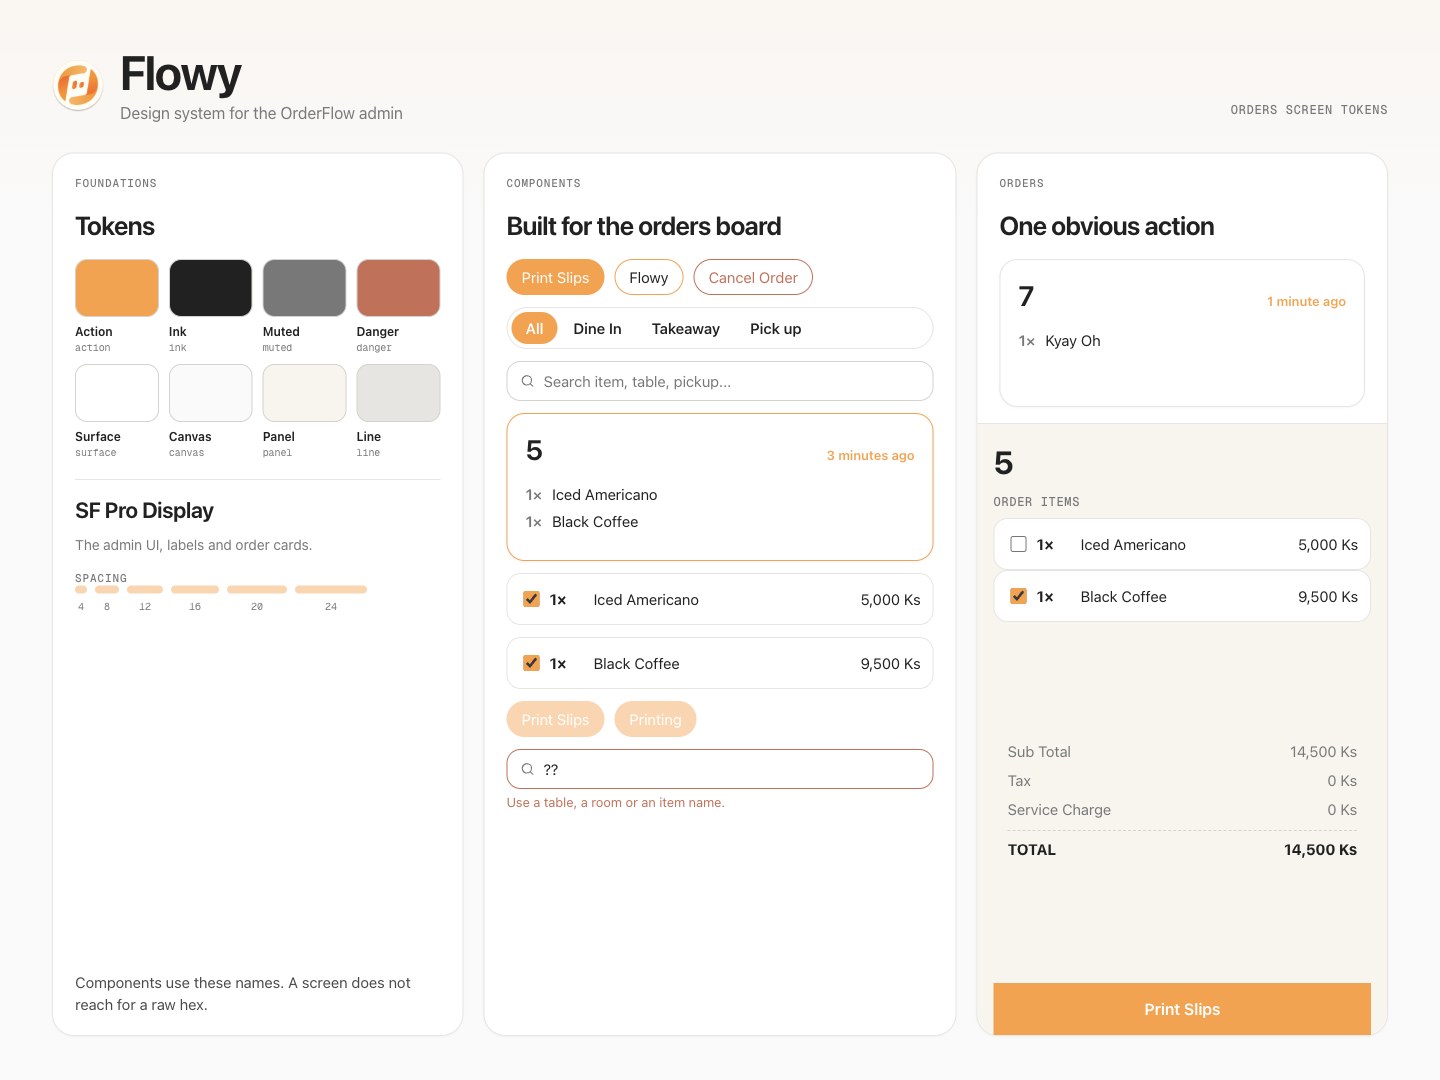 Flowy
Design system for the OrderFlow admin
ORDERS SCREEN TOKENS
FOUNDATIONS
Tokens
Action
action
Ink
ink
Muted
muted
Danger
danger
Surface
surface
Canvas
canvas
Panel
panel
Line
line
SF Pro Display
The admin UI, labels and order cards.
SPACING
4 8 12 16 20 24
Components use these names. A screen does not
reach for a raw hex.
COMPONENTS
Built for the orders board
Print Slips Flowy Cancel Order
All Dine In Takeaway Pick up
Search item, table, pickup...
5
3 minutes ago
1× Iced Americano
1× Black Coffee
1× Iced Americano 5,000 Ks
1× Black Coffee 9,500 Ks
Print Slips Printing
??
Use a table, a room or an item name.
ORDERS
One obvious action
7
1 minute ago
1× Kyay Oh
5
ORDER ITEMS
1× Iced Americano 5,000 Ks
1× Black Coffee 9,500 Ks
Sub Total 14,500 Ks
Tax 0 Ks
Service Charge 0 Ks
TOTAL 14,500 Ks
Print Slips